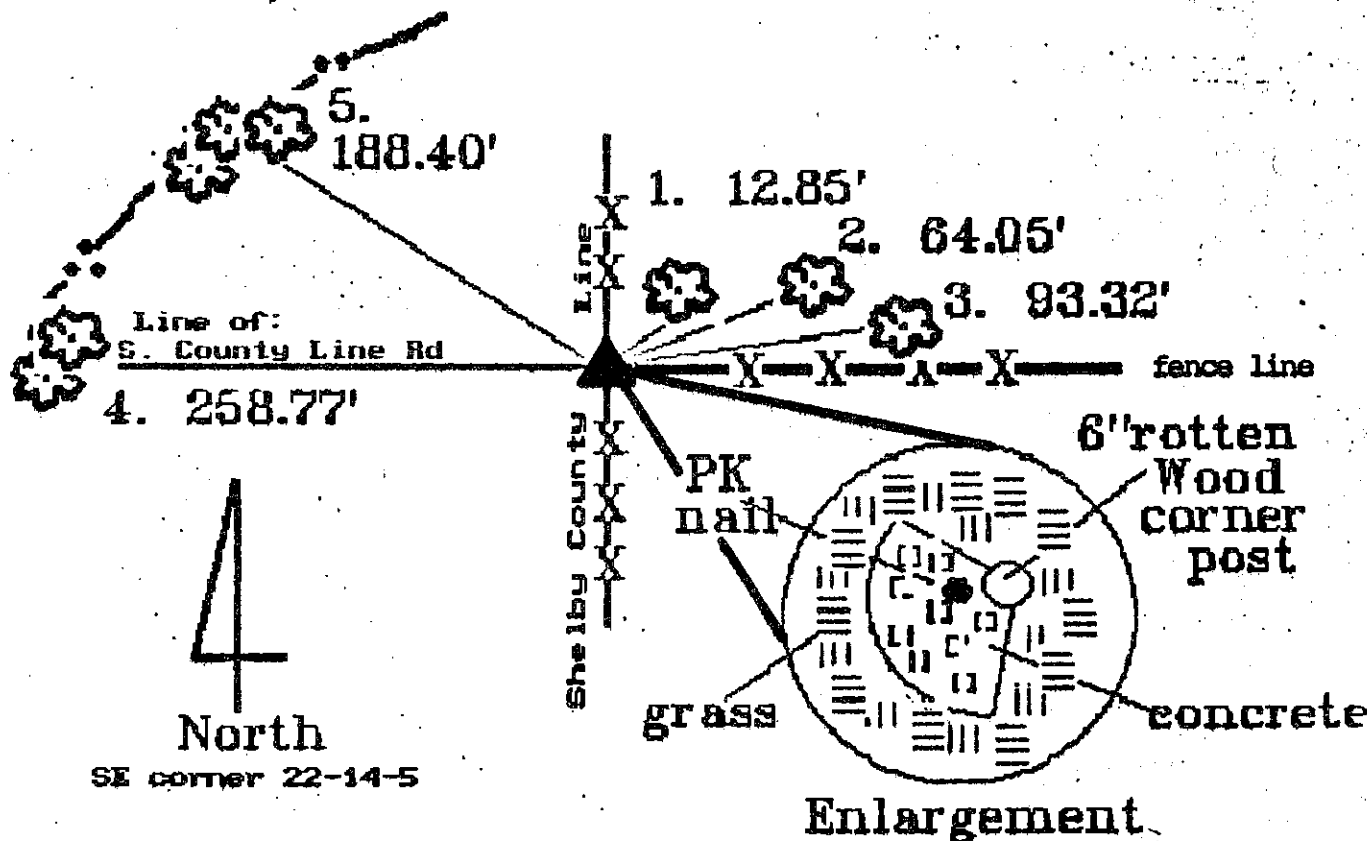 5.
188.40'
1. 12.85'
2. 64.05'
3. 93.32'
Line of:
S. County Line Rd
4. 258.77'
Shelby County Line
fence line
PK
nail
6"rotten
Wood
corner
post
grass
concrete
North
SE corner 22-14-5
Enlargement